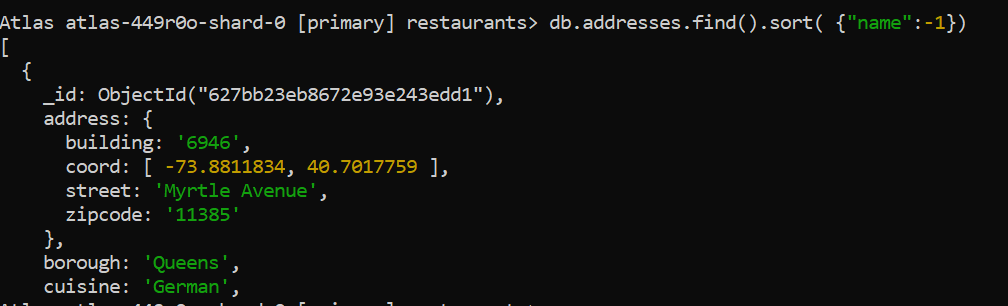 Atlas atlas-449r0o-shard-0 [primary] restaurants> db.addresses.find().sort( {"name":-1})
[
  {
    _id: ObjectId("627bb23eb8672e93e243edd1"),
    address: {
      building: '6946',
      coord: [ -73.8811834, 40.7017759 ],
      street: 'Myrtle Avenue',
      zipcode: '11385'
    },
    borough: 'Queens',
    cuisine: 'German',